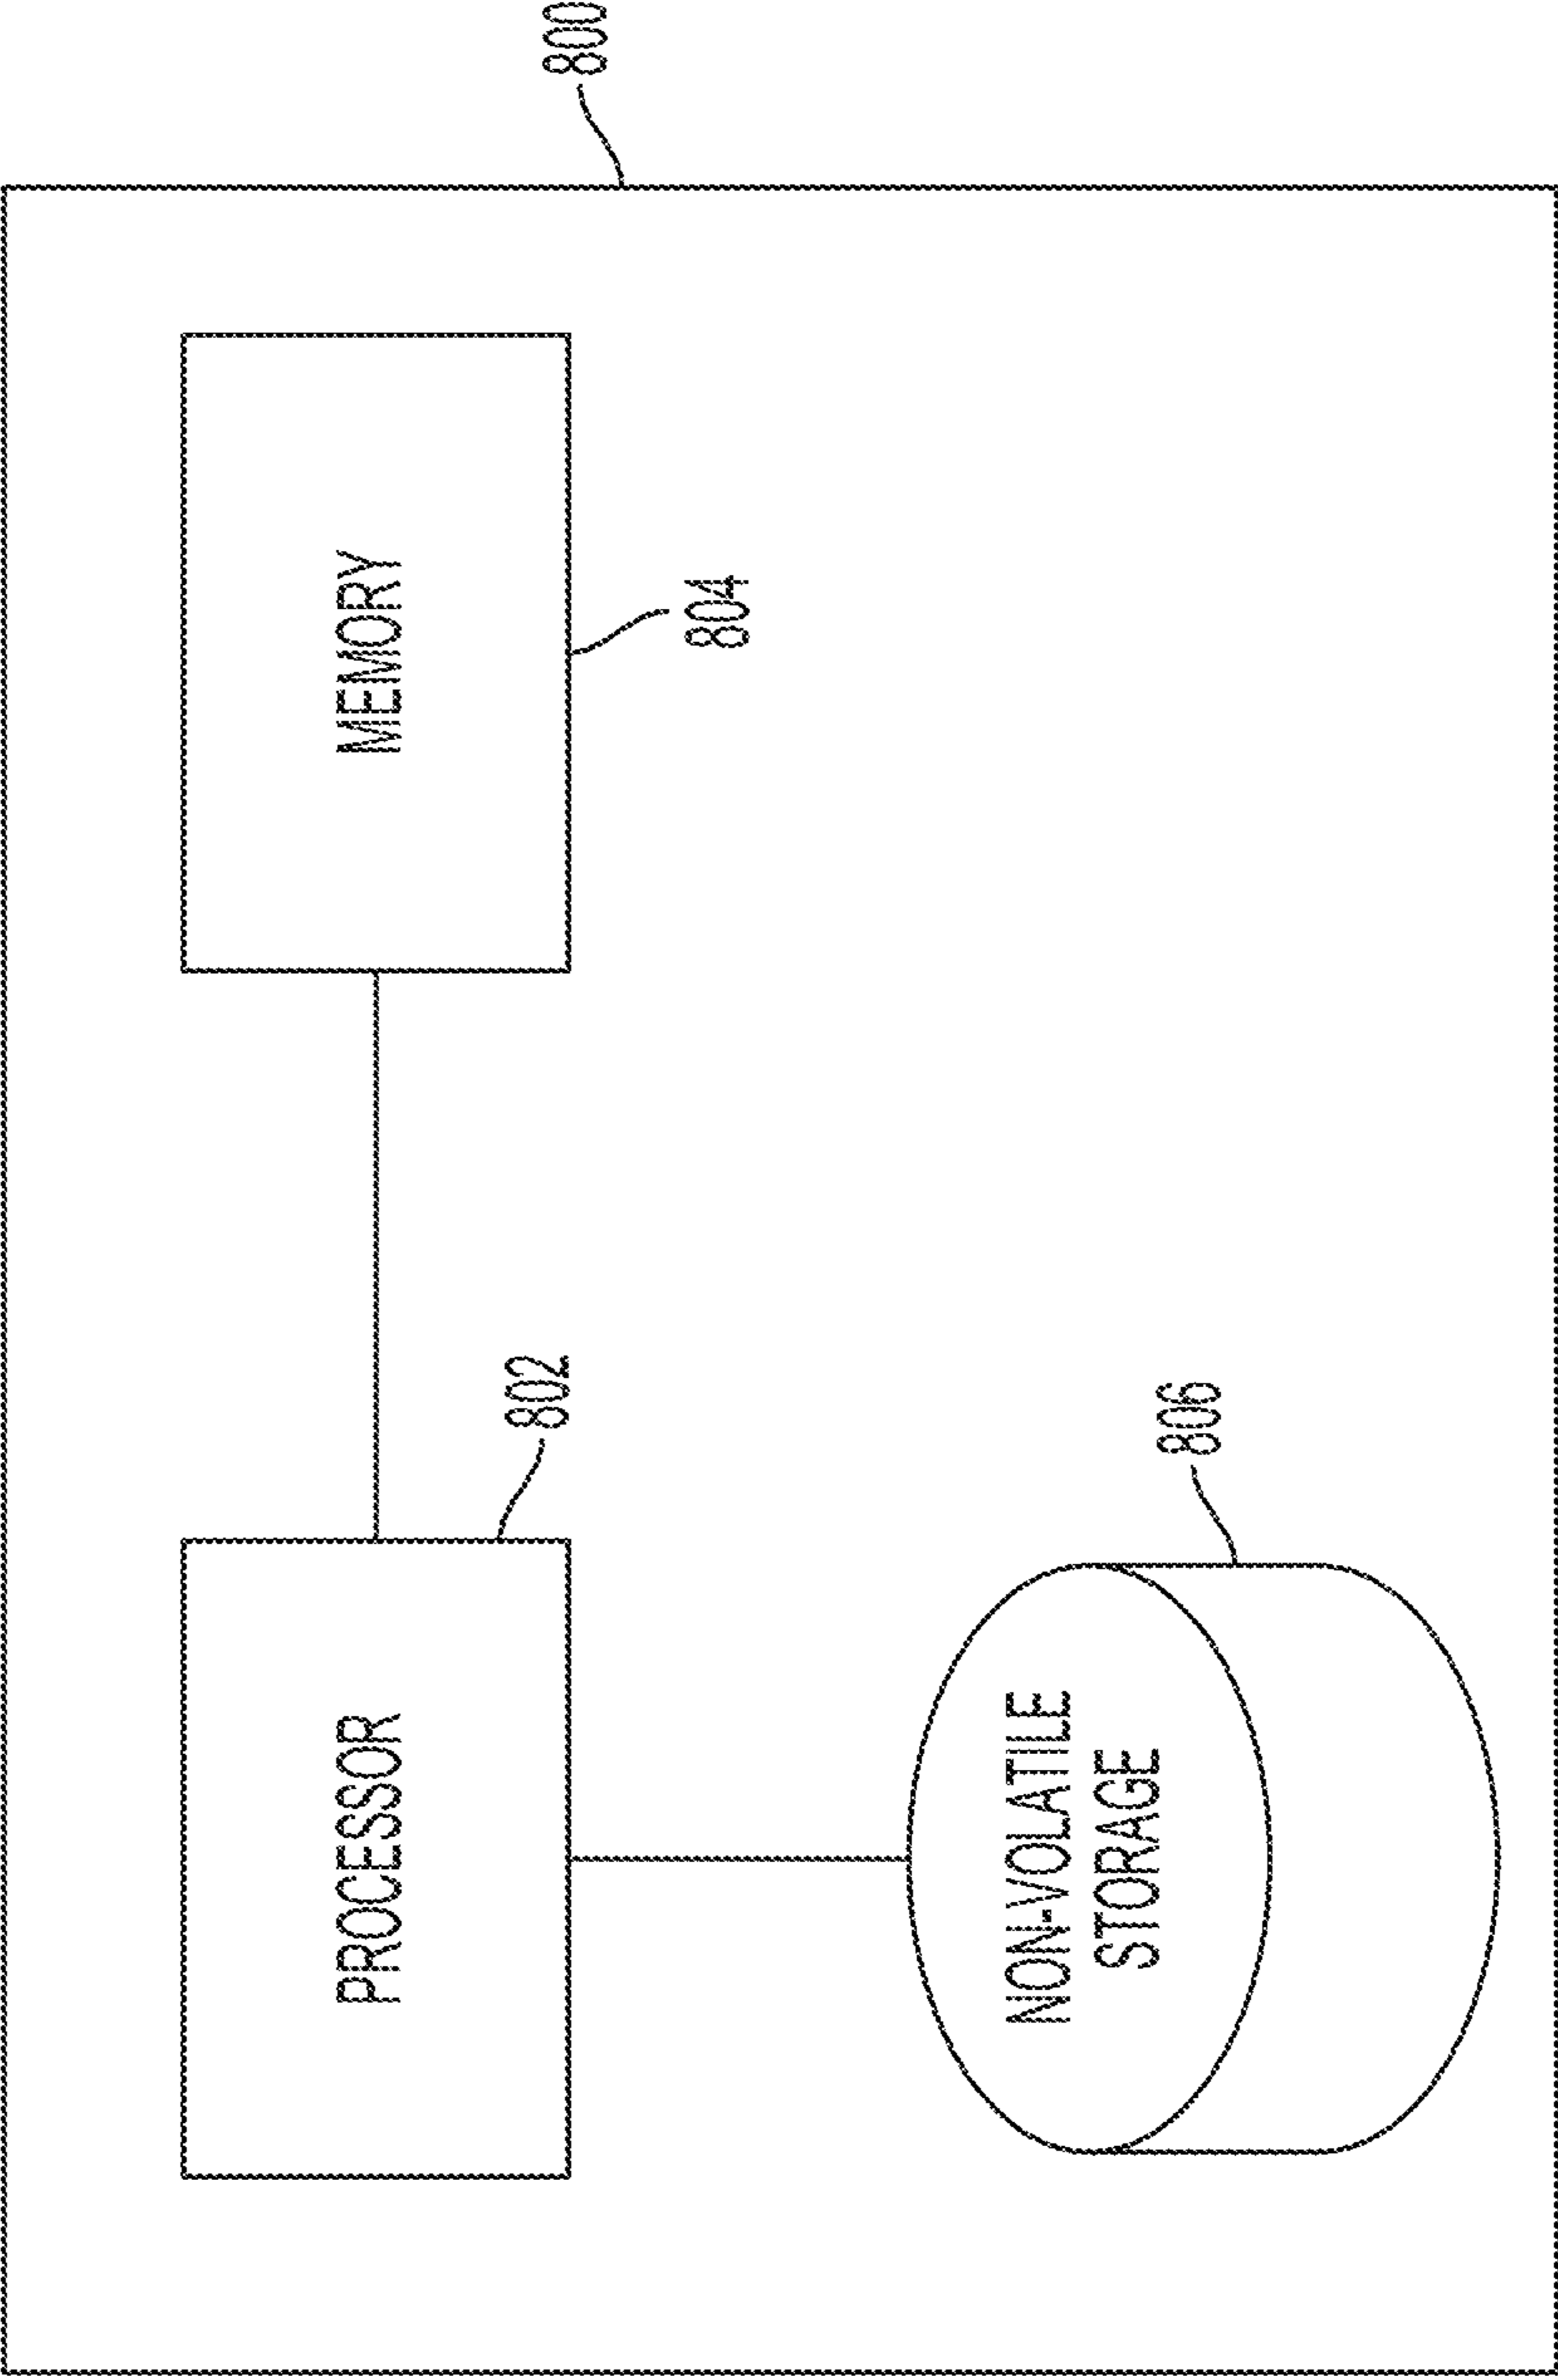 800
PROCESSOR
802
MEMORY
804
806
NON-VOLATILE
STORAGE